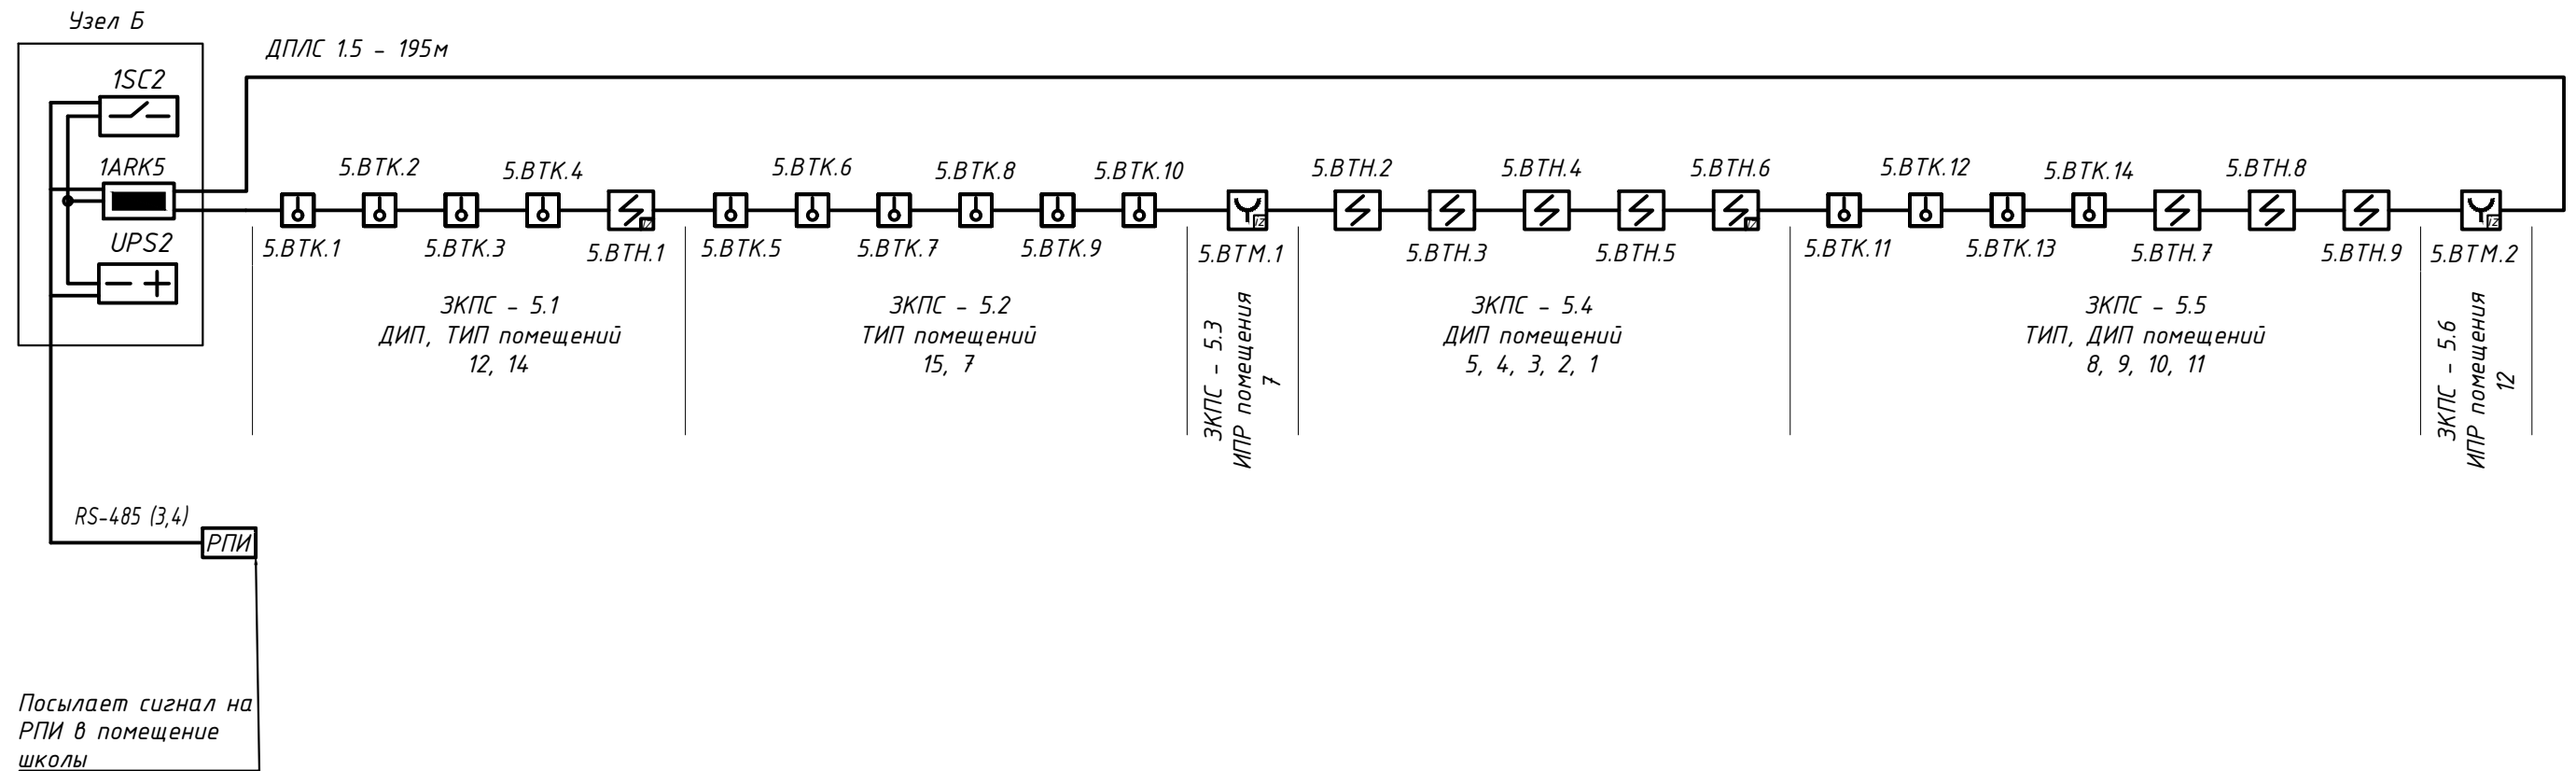 Узел Б
ДПЛС 1.5 - 195м
1SC2
1ARK5
UPS2
5.BTK.2
5.BTK.4
5.BTK.6
5.BTK.8
5.BTK.10
5.BTH.2
5.BTH.4
5.BTH.6
5.BTK.12
5.BTK.14
5.BTH.8
IZ
IZ
IZ
IZ
5.BTK.1
5.BTK.3
5.BTH.1
5.BTK.5
5.BTK.7
5.BTK.9
5.BTM.1
5.BTH.3
5.BTH.5
5.BTK.11
5.BTK.13
5.BTH.7
5.BTH.9
5.BTM.2
ЗКПС - 5.1
ДИП, ТИП помещений
12, 14
ЗКПС - 5.2
ТИП помещений
15, 7
ЗКПС - 5.3
ИПР помещения
7
ЗКПС - 5.4
ДИП помещений
5, 4, 3, 2, 1
ЗКПС - 5.5
ТИП, ДИП помещений
8, 9, 10, 11
ЗКПС - 5.6
ИПР помещения
12
RS-485 (3,4)
РПИ
Посылает сигнал на
РПИ в помещение
школы